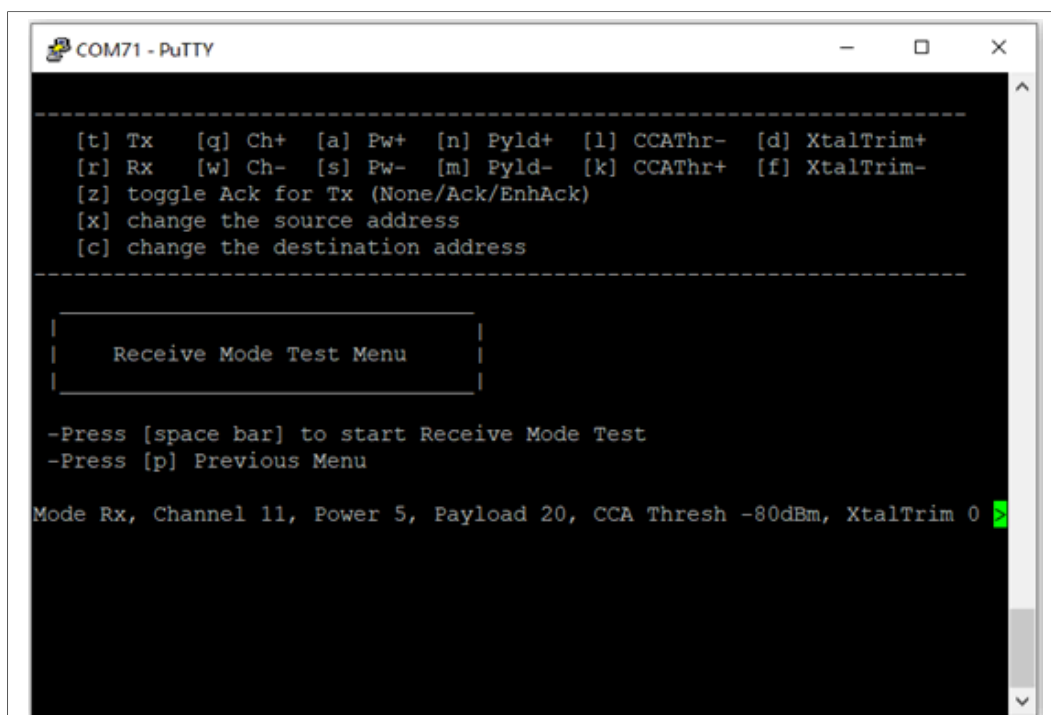 COM71 - PuTTY
----------------------------------------------------------------------
[t] Tx [q] Ch+ [a] Pw+ [n] Pyld+ [l] CCAThr- [d] XtalTrim+
[r] Rx [w] Ch- [s] Pw- [m] Pyld- [k] CCAThr+ [f] XtalTrim-
[z] toggle Ack for Tx (None/Ack/EnhAck)
[x] change the source address
[c] change the destination address
----------------------------------------------------------------------
Receive Mode Test Menu
-Press [space bar] to start Receive Mode Test
-Press [p] Previous Menu
Mode Rx, Channel 11, Power 5, Payload 20, CCA Thresh -80dBm, XtalTrim 0 >